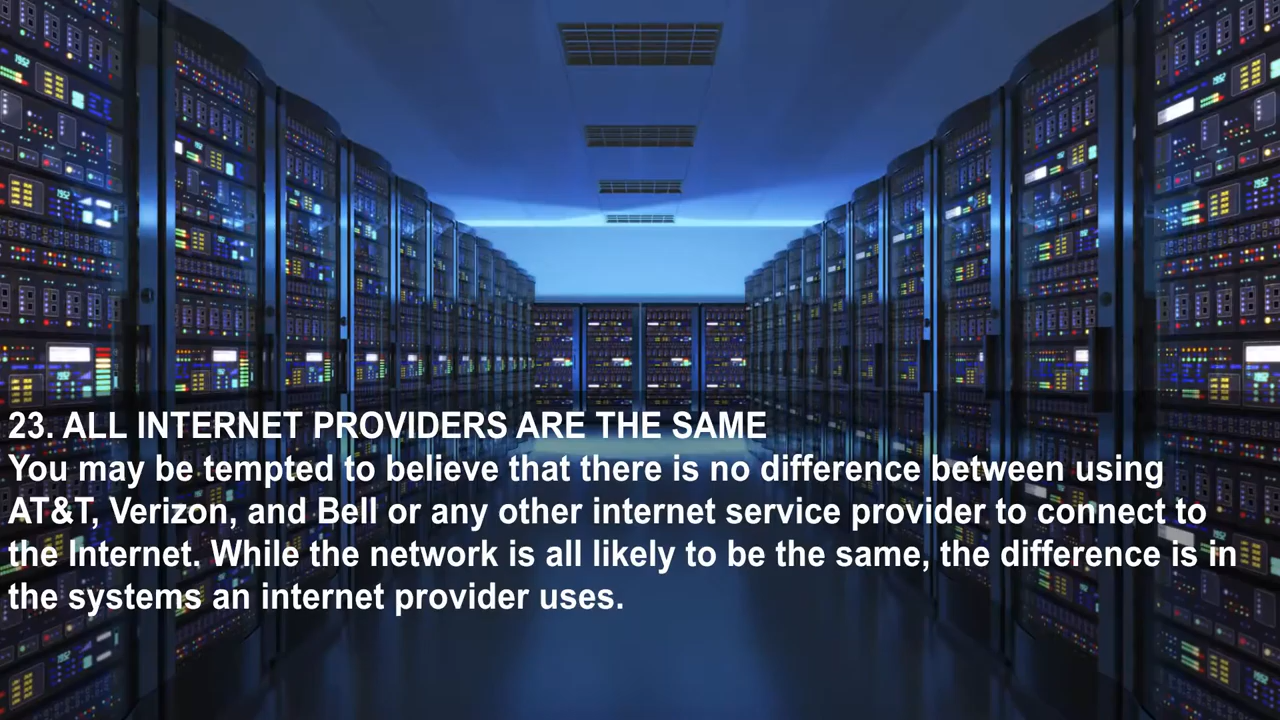 23. ALL INTERNET PROVIDERS ARE THE SAME
You may be tempted to believe that there is no difference between using
AT&T, Verizon, and Bell or any other internet service provider to connect to
the Internet. While the network is all likely to be the same, the difference is in
the systems an internet provider uses.